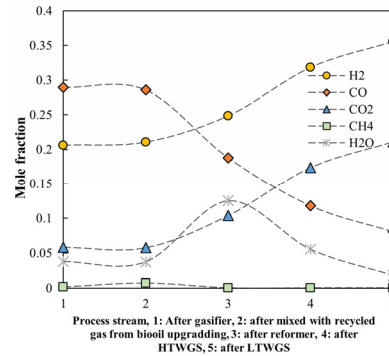 0.4
0.35
0.3
0.25
0.2
0.15
0.1
0.05
0
Mole fraction
H2
CO
CO2
CH4
H2O
1 2 3 4
Process stream, 1: After gasifier, 2: after mixed with recycled
gas from biooil upgradding, 3: after reformer, 4: after
HTWGS, 5: after LTWGS